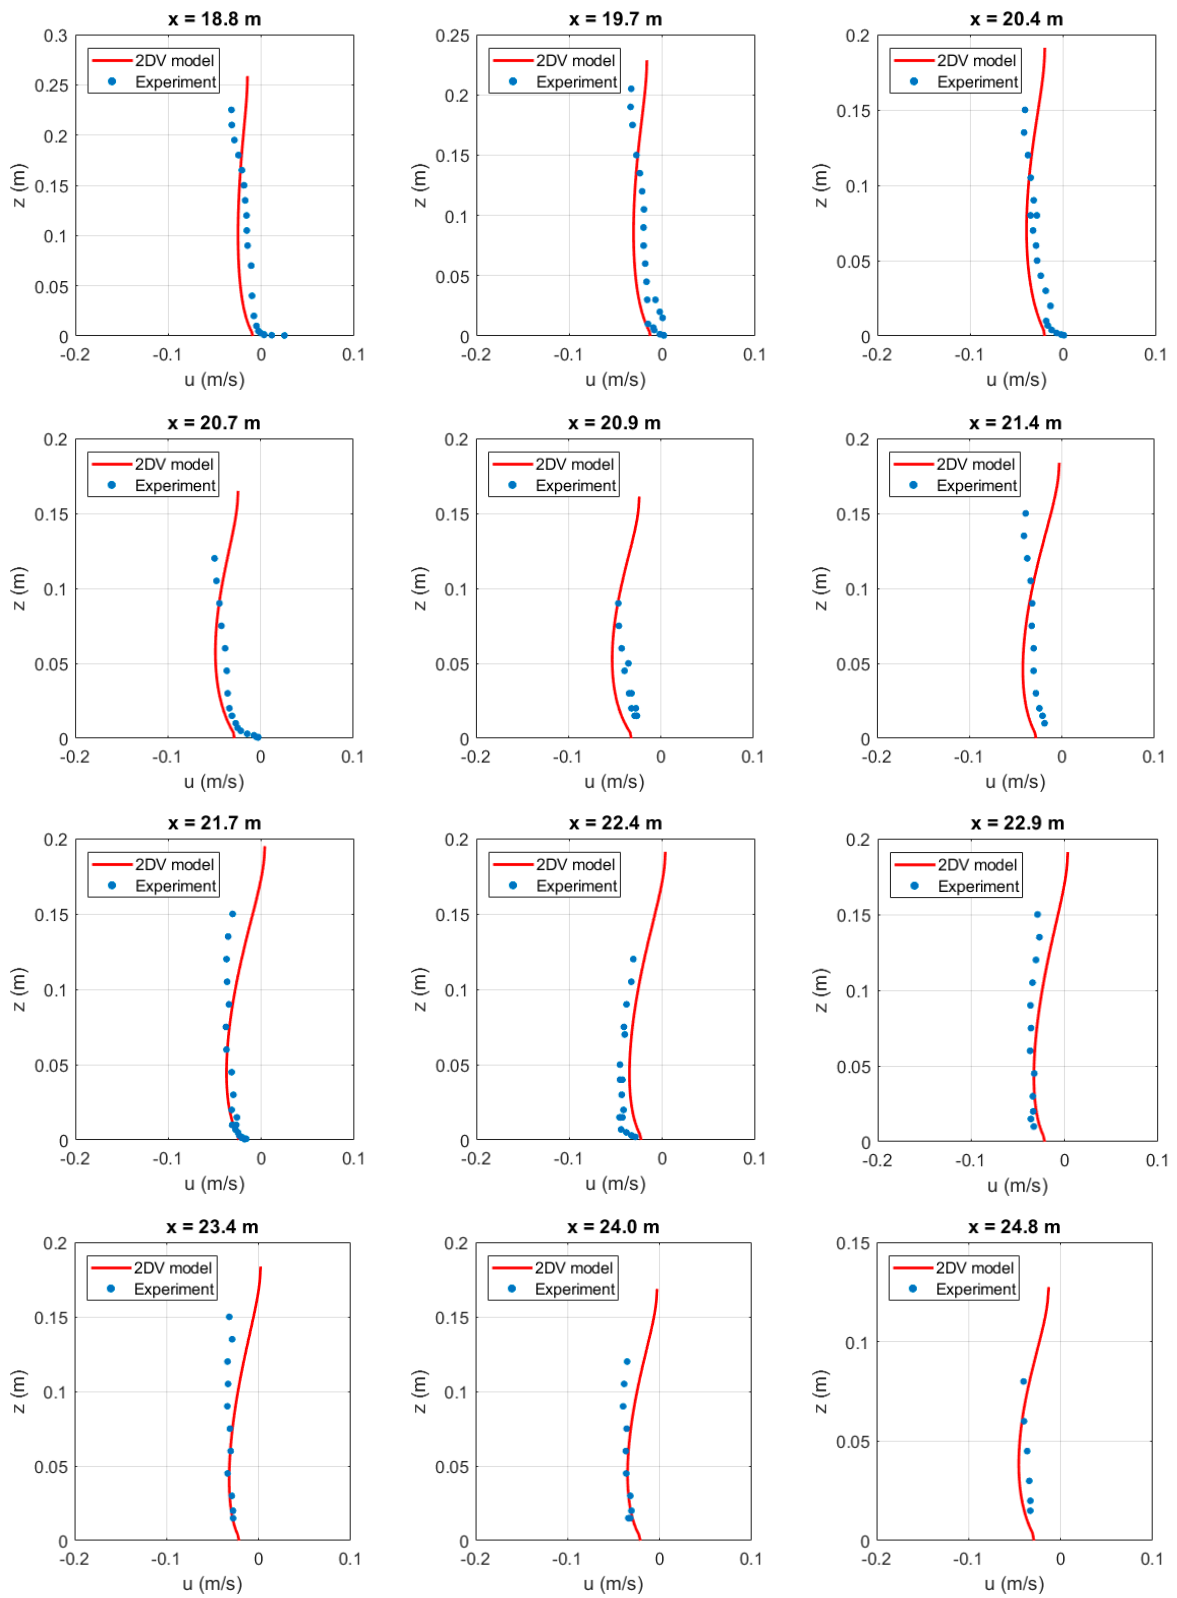 x = 18.8 m
0.3
0.25
0.2
0.15
0.1
0.05
0
z (m)
2DV model
Experiment
-0.2
-0.1
0
0.1
u (m/s)
x = 19.7 m
0.25
0.2
0.15
0.1
0.05
0
z (m)
2DV model
Experiment
-0.2
-0.1
0
0.1
u (m/s)
x = 20.4 m
0.2
0.15
0.1
0.05
0
z (m)
2DV model
Experiment
-0.2
-0.1
0
0.1
u (m/s)
x = 20.7 m
0.2
0.15
0.1
0.05
0
z (m)
2DV model
Experiment
-0.2
-0.1
0
0.1
u (m/s)
x = 20.9 m
0.2
0.15
0.1
0.05
0
z (m)
2DV model
Experiment
-0.2
-0.1
0
0.1
u (m/s)
x = 21.4 m
0.2
0.15
0.1
0.05
0
z (m)
2DV model
Experiment
-0.2
-0.1
0
0.1
u (m/s)
x = 21.7 m
0.2
0.15
0.1
0.05
0
z (m)
2DV model
Experiment
-0.2
-0.1
0
0.1
u (m/s)
x = 22.4 m
0.2
0.15
0.1
0.05
0
z (m)
2DV model
Experiment
-0.2
-0.1
0
0.1
u (m/s)
x = 22.9 m
0.2
0.15
0.1
0.05
0
z (m)
2DV model
Experiment
-0.2
-0.1
0
0.1
u (m/s)
x = 23.4 m
0.2
0.15
0.1
0.05
0
z (m)
2DV model
Experiment
-0.2
-0.1
0
0.1
u (m/s)
x = 24.0 m
0.2
0.15
0.1
0.05
0
z (m)
2DV model
Experiment
-0.2
-0.1
0
0.1
u (m/s)
x = 24.8 m
0.15
0.1
0.05
0
z (m)
2DV model
Experiment
-0.2
-0.1
0
0.1
u (m/s)